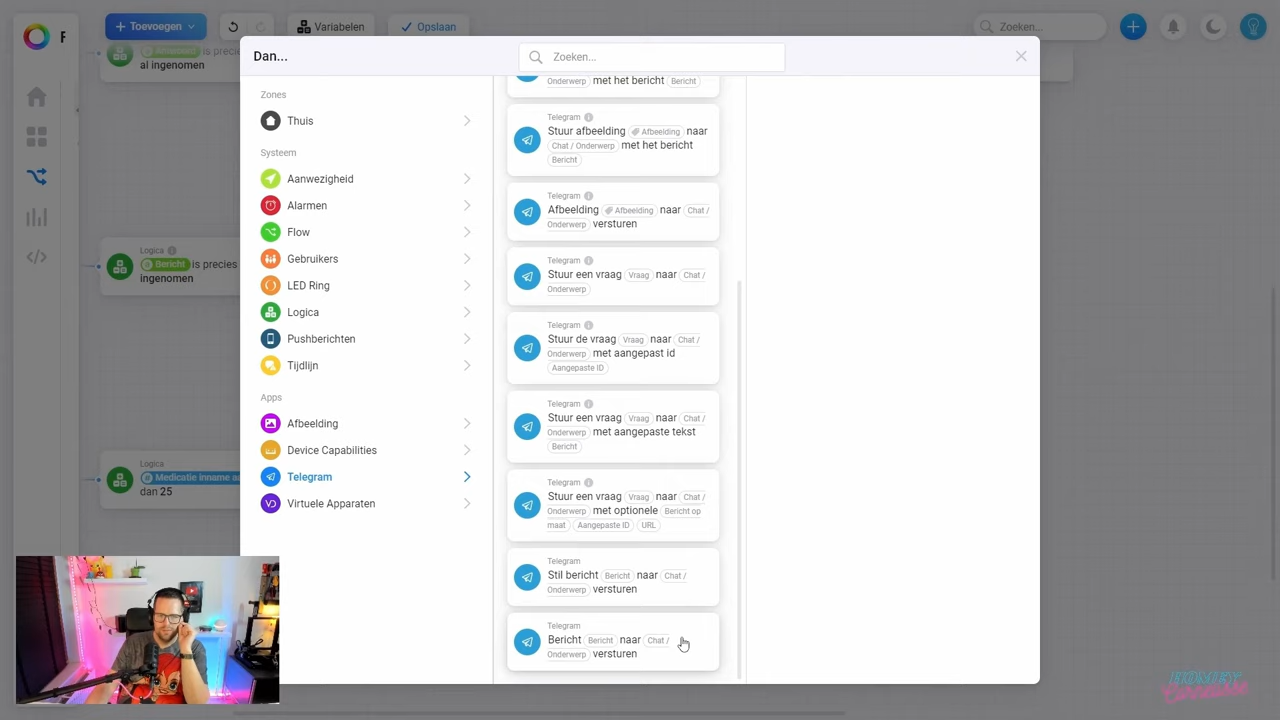 Toevoegen
Variabelen
Opslaan
Zoeken...
Afwezend is precies
al ingenomen
Logica
Bericht is precies
ingenomen
Logica
Medicatie inname aa
dan 25
Dan...
Zoeken...
Zones
Thuis
Systeem
Aanwezigheid
Alarmen
Flow
Gebruikers
LED Ring
Logica
Pushberichten
Tijdlijn
Apps
Afbeelding
Device Capabilities
Telegram
Virtuele Apparaten
Onderwerp met het bericht Bericht
Telegram
Stuur afbeelding Afbeelding naar
Chat / Onderwerp met het bericht
Bericht
Telegram
Afbeelding Afbeelding naar Chat /
Onderwerp versturen
Telegram
Stuur een vraag Vraag naar Chat /
Onderwerp
Telegram
Stuur de vraag Vraag naar Chat /
Onderwerp met aangepast id
Aangepaste ID
Telegram
Stuur een vraag Vraag naar Chat /
Onderwerp met aangepaste tekst
Bericht
Telegram
Stuur een vraag Vraag naar Chat /
Onderwerp met optionele Bericht op
maat Aangepaste ID URL
Telegram
Stil bericht Bericht naar Chat /
Onderwerp versturen
Telegram
Bericht Bericht naar Chat /
Onderwerp versturen